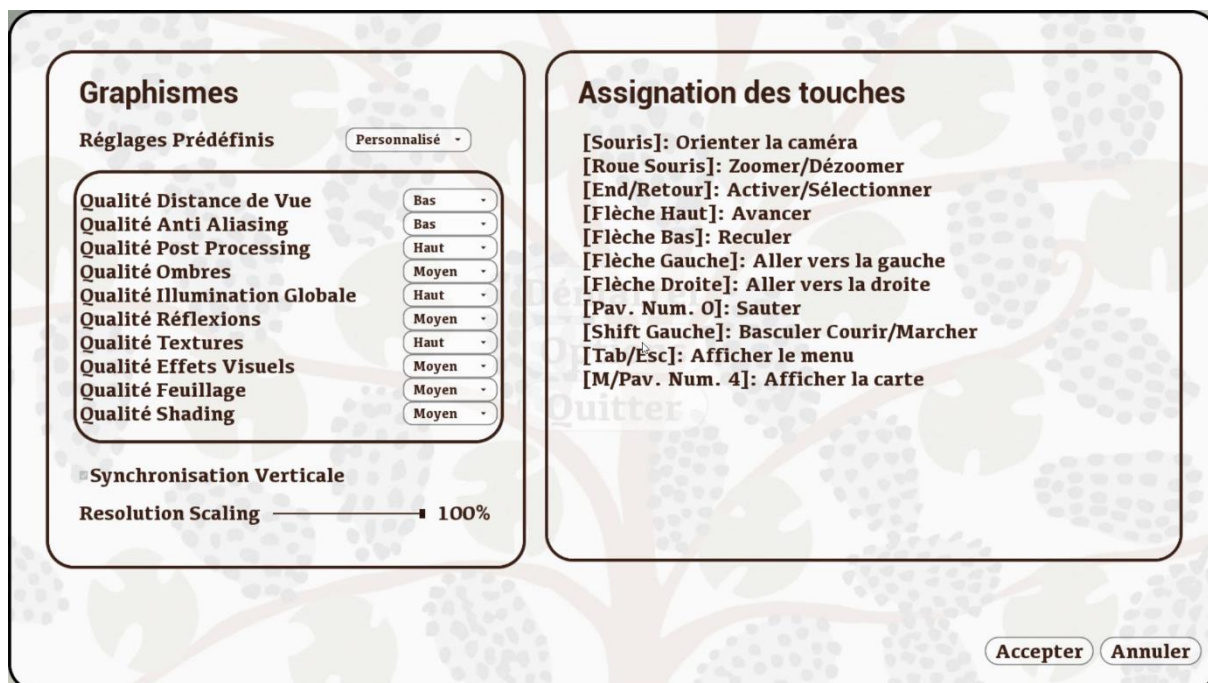 Graphismes
Réglages Prédéfinis Personnalisé
Qualité Distance de Vue Bas
Qualité Anti Aliasing Bas
Qualité Post Processing Haut
Qualité Ombres Moyen
Qualité Illumination Globale Haut
Qualité Réflexions Moyen
Qualité Textures Haut
Qualité Effets Visuels Moyen
Qualité Feuillage Moyen
Qualité Shading Moyen
Synchronisation Verticale
Resolution Scaling 100%
Assignation des touches
[Souris]: Orienter la caméra
[Roue Souris]: Zoomer/Dézoomer
[End/Retour]: Activer/Sélectionner
[Flèche Haut]: Avancer
[Flèche Bas]: Reculer
[Flèche Gauche]: Aller vers la gauche
[Flèche Droite]: Aller vers la droite
[Pav. Num. 0]: Sauter
[Shift Gauche]: Basculer Courir/Marcher
[Tab/Esc]: Afficher le menu
[M/Pav. Num. 4]: Afficher la carte
Démarrer
Options
Quitter
Accepter Annuler